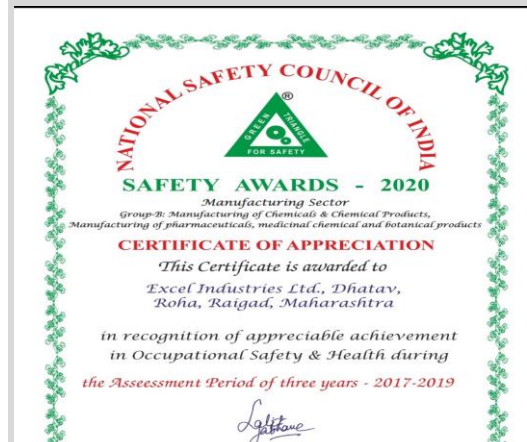 NATIONAL SAFETY COUNCIL OF INDIA
®
GREEN TRIANGLE
FOR SAFETY
SAFETY AWARDS - 2020
Manufacturing Sector
Group-B: Manufacturing of Chemicals & Chemical Products,
Manufacturing of pharmaceuticals, medicinal chemical and botanical products
CERTIFICATE OF APPRECIATION
This Certificate is awarded to
Excel Industries Ltd., Dhatav,
Roha, Raigad, Maharashtra
in recognition of appreciable achievement
in Occupational Safety & Health during
the Asseessment Period of three years - 2017-2019